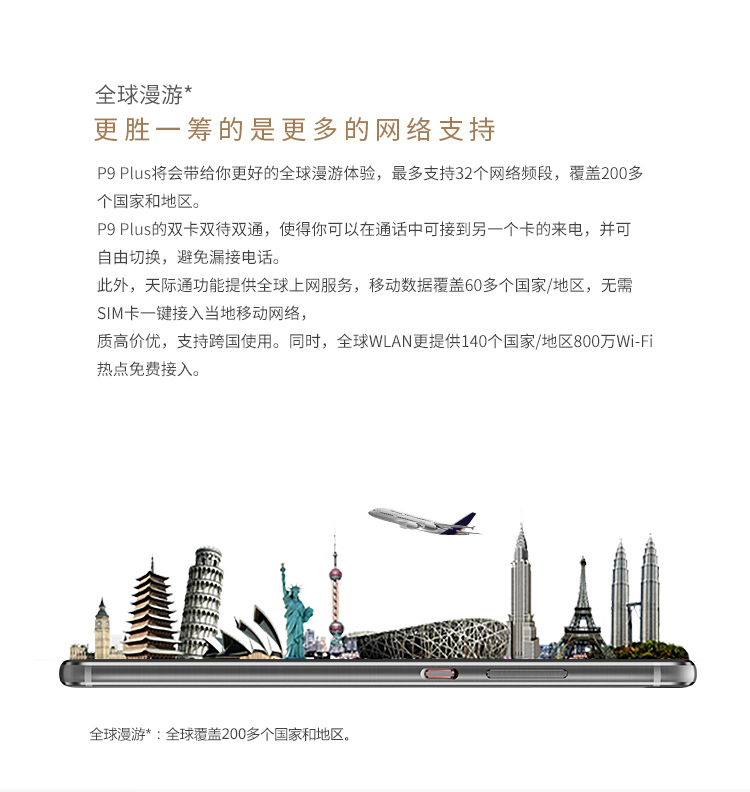 全球漫游*
更胜一筹的是更多的网络支持
P9 Plus将会带给你更好的全球漫游体验，最多支持32个网络频段，覆盖200多
个国家和地区。
P9 Plus的双卡双待双通，使得你可以在通话中可接到另一个卡的来电，并可
自由切换，避免漏接电话。
此外，天际通功能提供全球上网服务，移动数据覆盖60多个国家/地区，无需
SIM卡一键接入当地移动网络，
质高价优，支持跨国使用。同时，全球WLAN更提供140个国家/地区800万Wi-Fi
热点免费接入。
全球漫游*：全球覆盖200多个国家和地区。